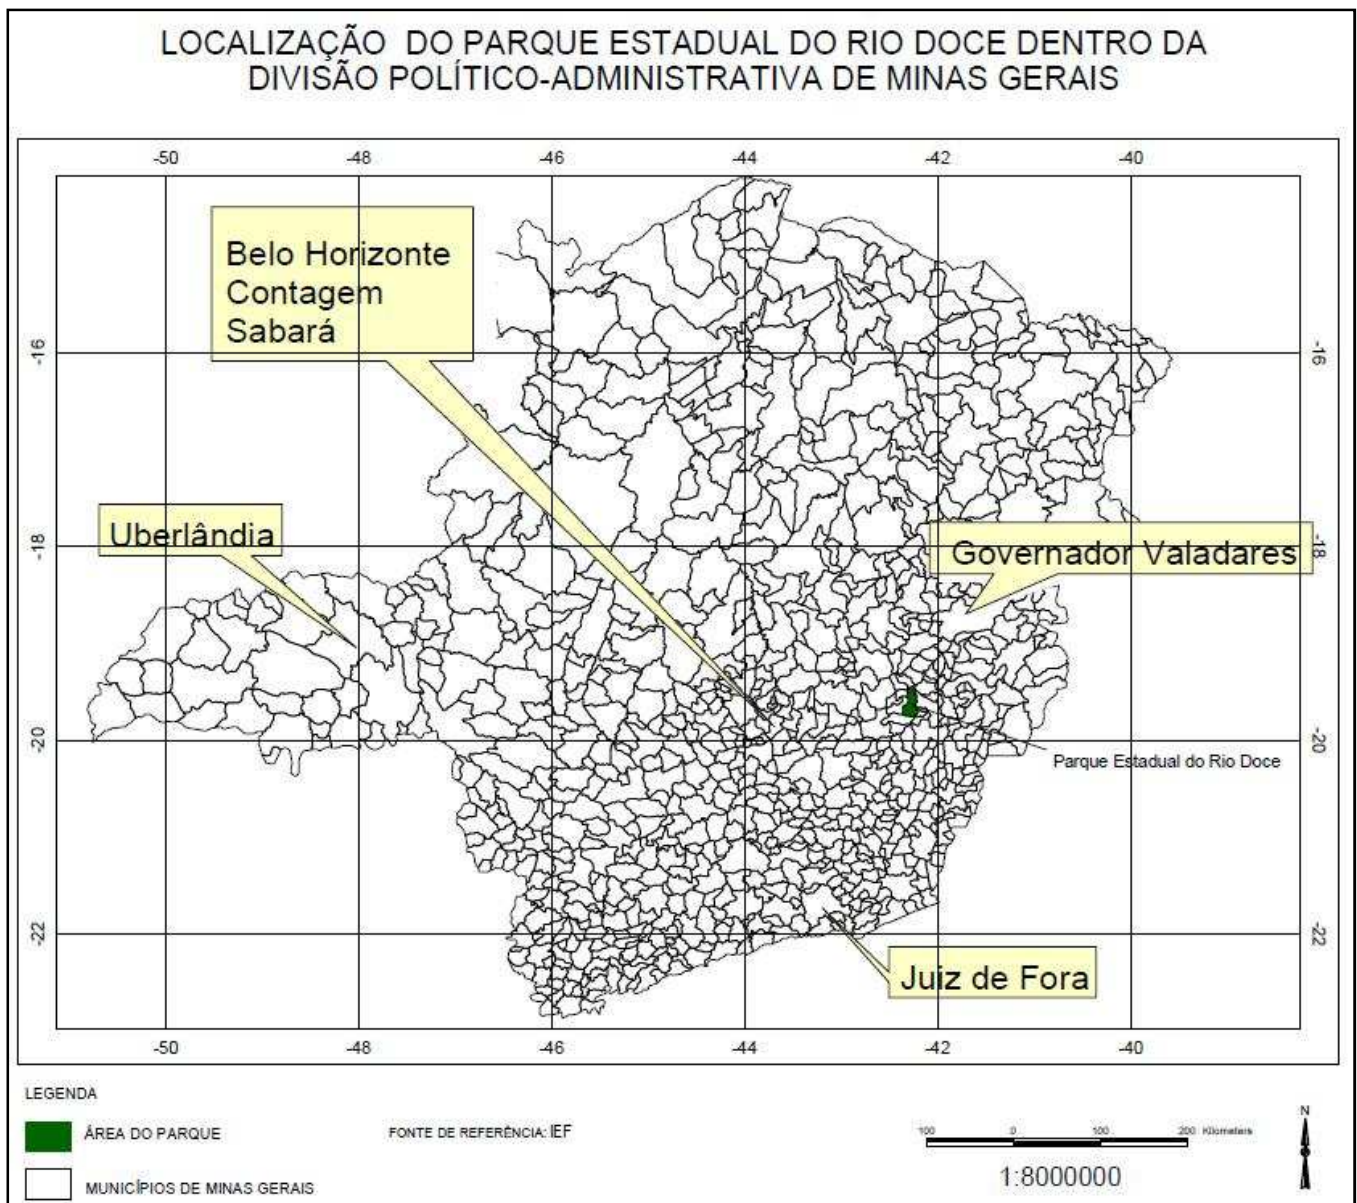 LOCALIZAÇÃO DO PARQUE ESTADUAL DO RIO DOCE DENTRO DA
DIVISÃO POLÍTICO-ADMINISTRATIVA DE MINAS GERAIS
-50 -48 -46 -44 -42 -40
Belo Horizonte
Contagem
Sabará
-16 -16
Uberlândia
-18 -18
Governador Valadares
-20 -20
Parque Estadual do Rio Doce
-22 -22
Juiz de Fora
-50 -48 -46 -44 -42 -40
LEGENDA
ÁREA DO PARQUE
FONTE DE REFERÊNCIA: IEF
MUNICÍPIOS DE MINAS GERAIS
100 0 100 200 Kilometers
1:8000000
N